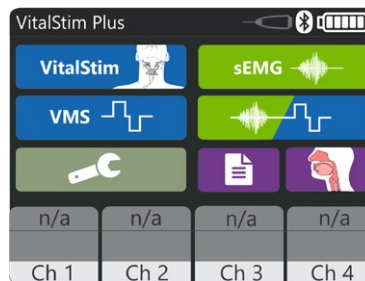 VitalStim Plus
VitalStim
sEMG
VMS
n/a n/a n/a n/a
Ch 1 Ch 2 Ch 3 Ch 4